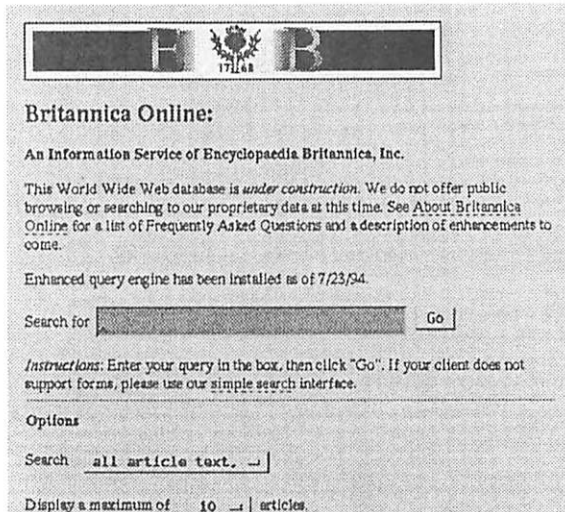 E B
1768
Britannica Online:
An Information Service of Encyclopaedia Britannica, Inc.
This World Wide Web database is under construction. We do not offer public
browsing or searching to our proprietary data at this time. See About Britannica
Online for a list of Frequently Asked Questions and a description of enhancements to
come.
Enhanced query engine has been installed as of 7/23/94.
Search for Go
Instructions: Enter your query in the box, then click "Go". If your client does not
support forms, please use our simple search interface.
Options
Search all article text.
Display a maximum of 10 articles.